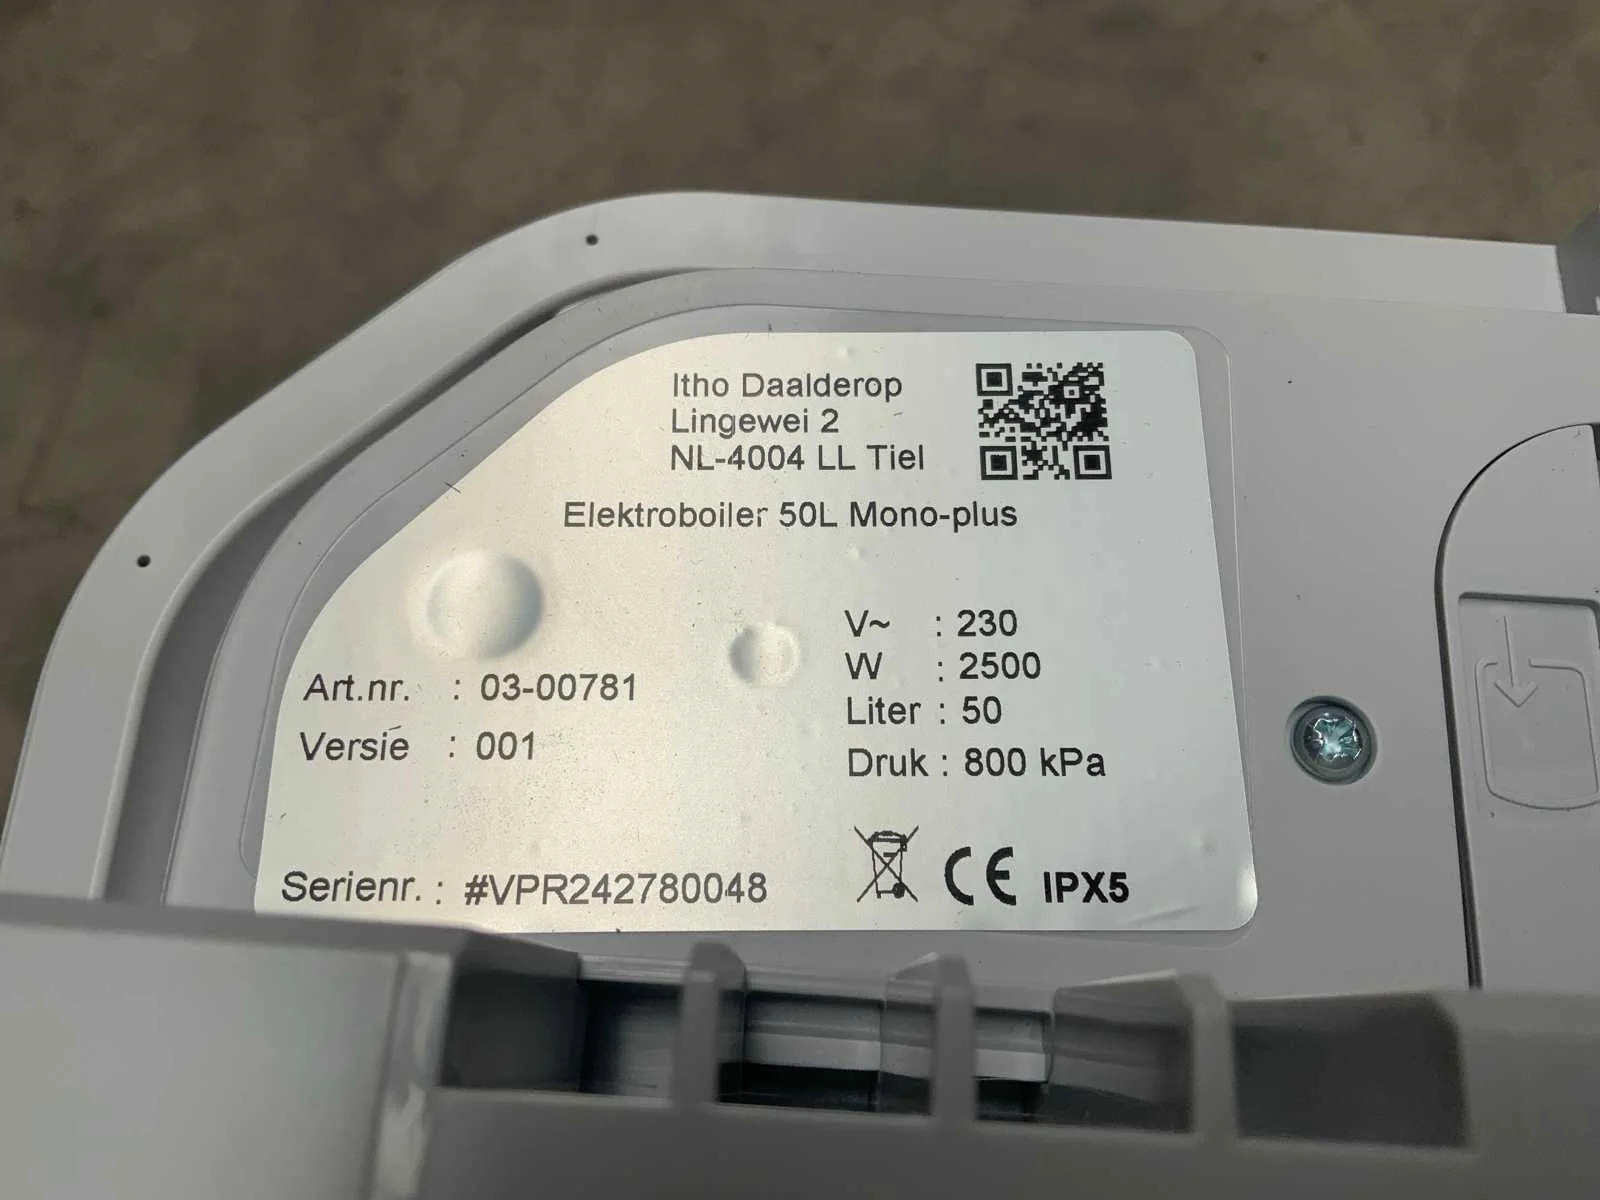 Itho Daalderop
Lingewei 2
NL-4004 LL Tiel
Elektroboiler 50L Mono-plus
V~ : 230
W : 2500
Liter : 50
Druk : 800 kPa
Art.nr. : 03-00781
Versie : 001
Serienr. : #VPR242780048
CE IPX5